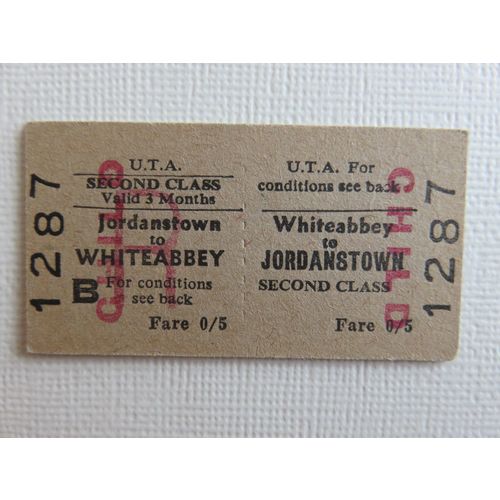 1287
U.T.A.
SECOND CLASS
Valid 3 Months
Jordanstown
to
WHITEABBEY
B
For conditions
see back
Fare 0/5
CHILD
R
U.T.A. For
conditions see back
Whiteabbey
to
JORDANSTOWN
SECOND CLASS
Fare 0/5
CHILD
1287